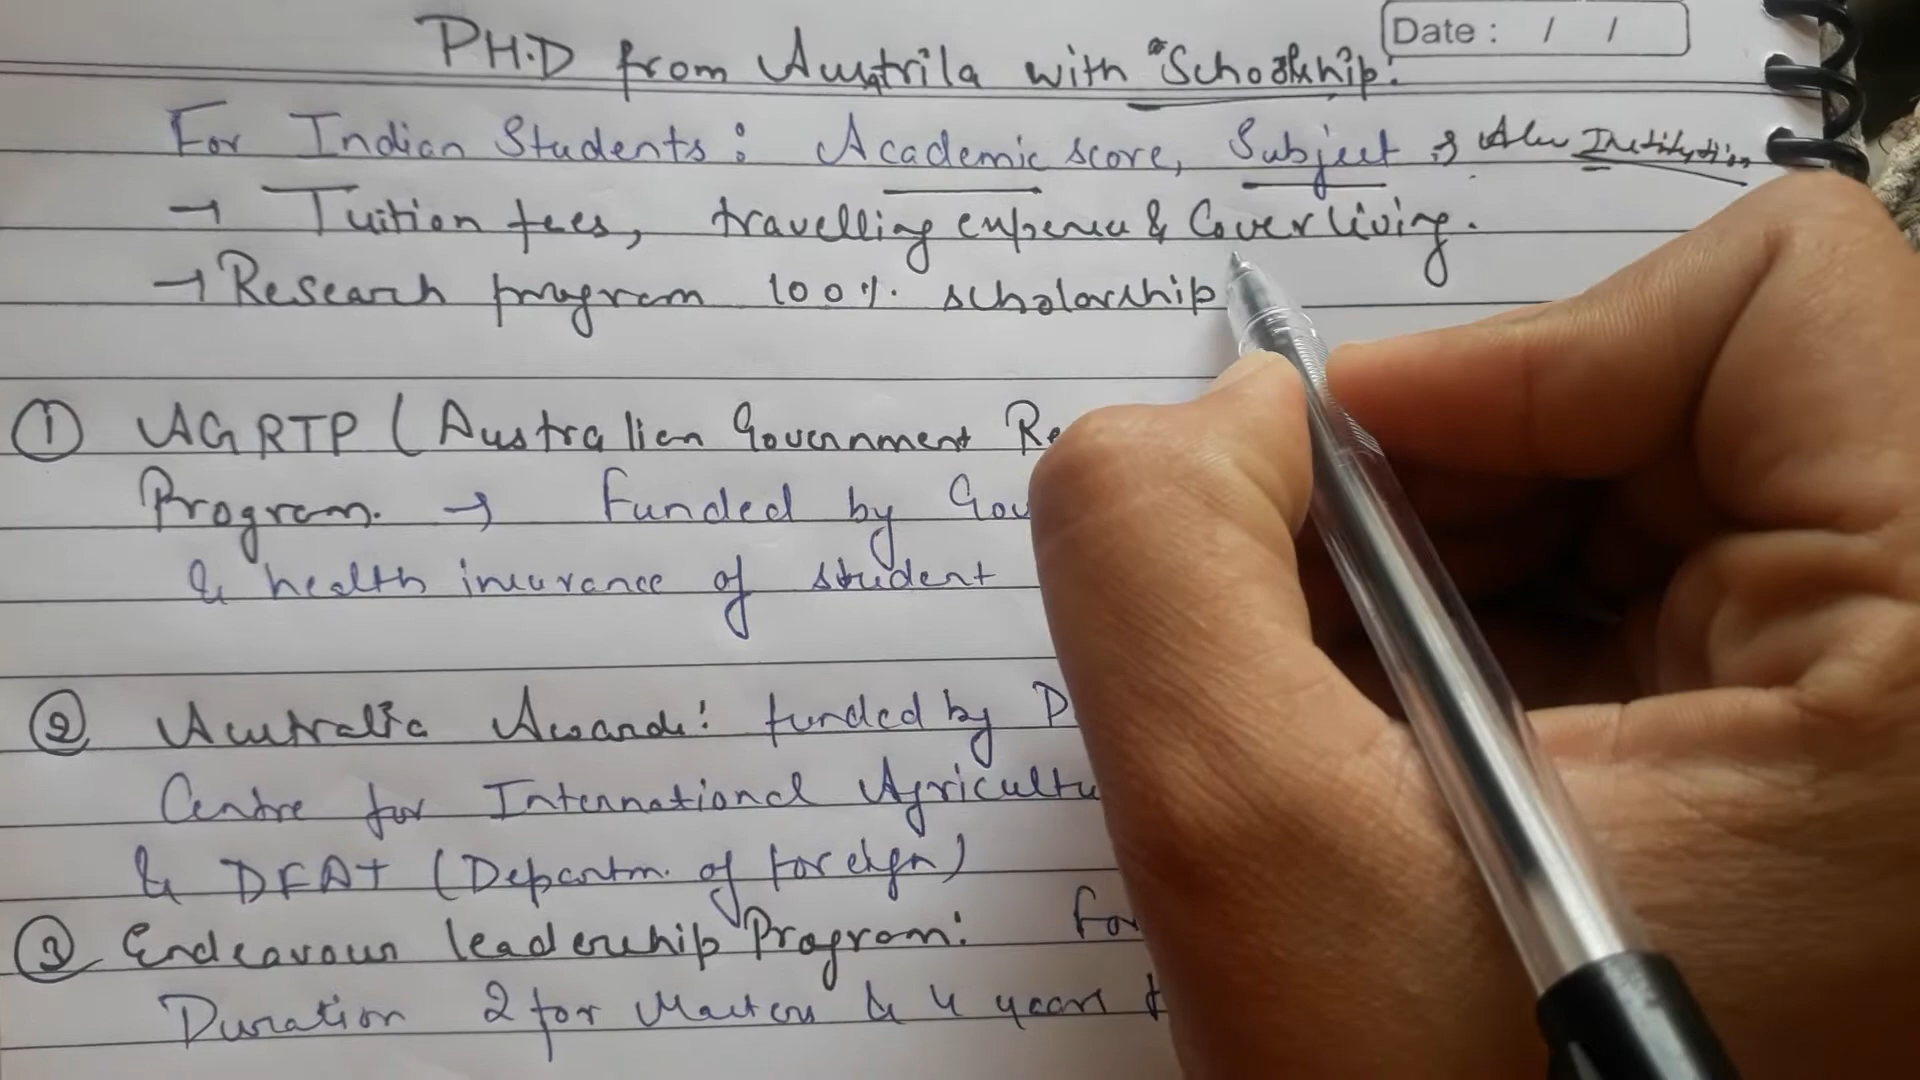 PH.D from Austrila with "Schoolship".
Date : / /
For Indian Students : Academic score, Subject & Also Institution
→ Tuition fees, travelling expense & Cover living.
→ Research program 100%. scholarship
① AGRTP ( Australian Government Re
Program. → Funded by Gov
& health insurance of student
② Australia Awards: funded by D
Centre for International Agricultu
& DFAT (Departm. of foreign)
③ Endeavour leadership Program: For
Duration 2 for Masters & 4 years f